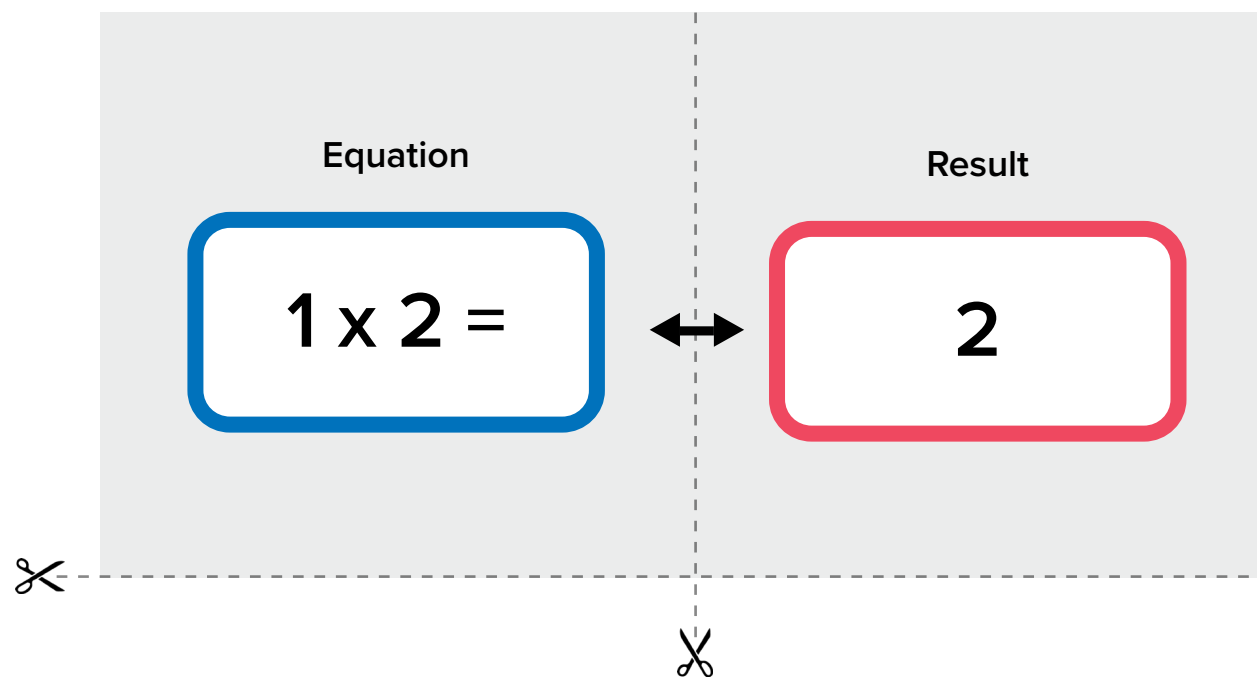 Equation
Result
1 x 2 =
2